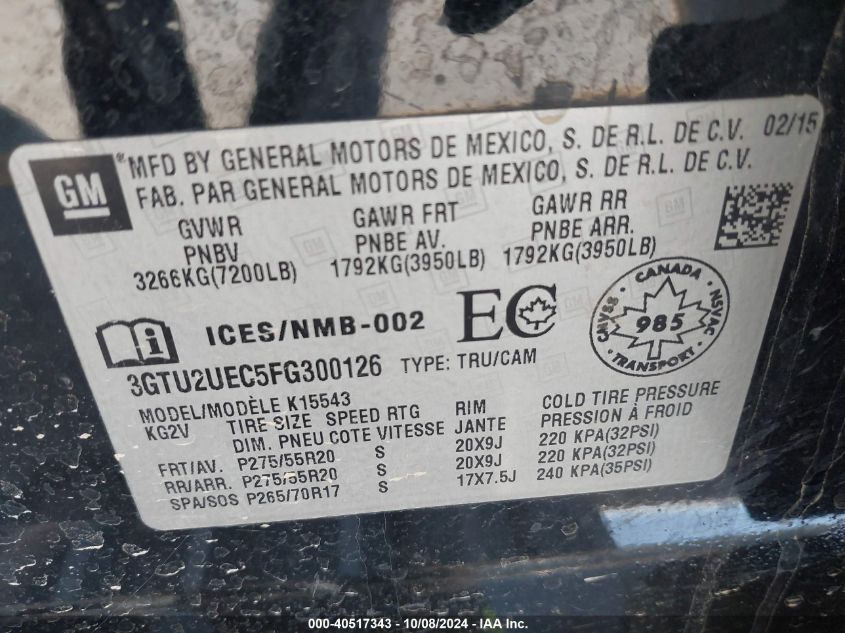 GM
®MFD BY GENERAL MOTORS DE MEXICO, S. DE R.L. DE C.V. 02/15
FAB. PAR GENERAL MOTORS DE MEXICO, S. DE R.L. DE C.V.
GVWR GAWR FRT GAWR RR
PNBV PNBE AV. PNBE ARR.
3266KG(7200LB) 1792KG(3950LB) 1792KG(3950LB)
i ICES/NMB-002 EC
CANADA
CMVSS 985 NSVAC
TRANSPORT
3GTU2UEC5FG300126 TYPE: TRU/CAM
MODEL/MODÈLE K15543
KG2V TIRE SIZE SPEED RTG RIM COLD TIRE PRESSURE
DIM. PNEU COTE VITESSE JANTE PRESSION À FROID
FRT/AV. P275/55R20 S 20X9J 220 KPA(32PSI)
RR/ARR. P275/55R20 S 20X9J 220 KPA(32PSI)
SPA/SOS P265/70R17 S 17X7.5J 240 KPA(35PSI)
000-40517343 - 10/08/2024 - IAA Inc.